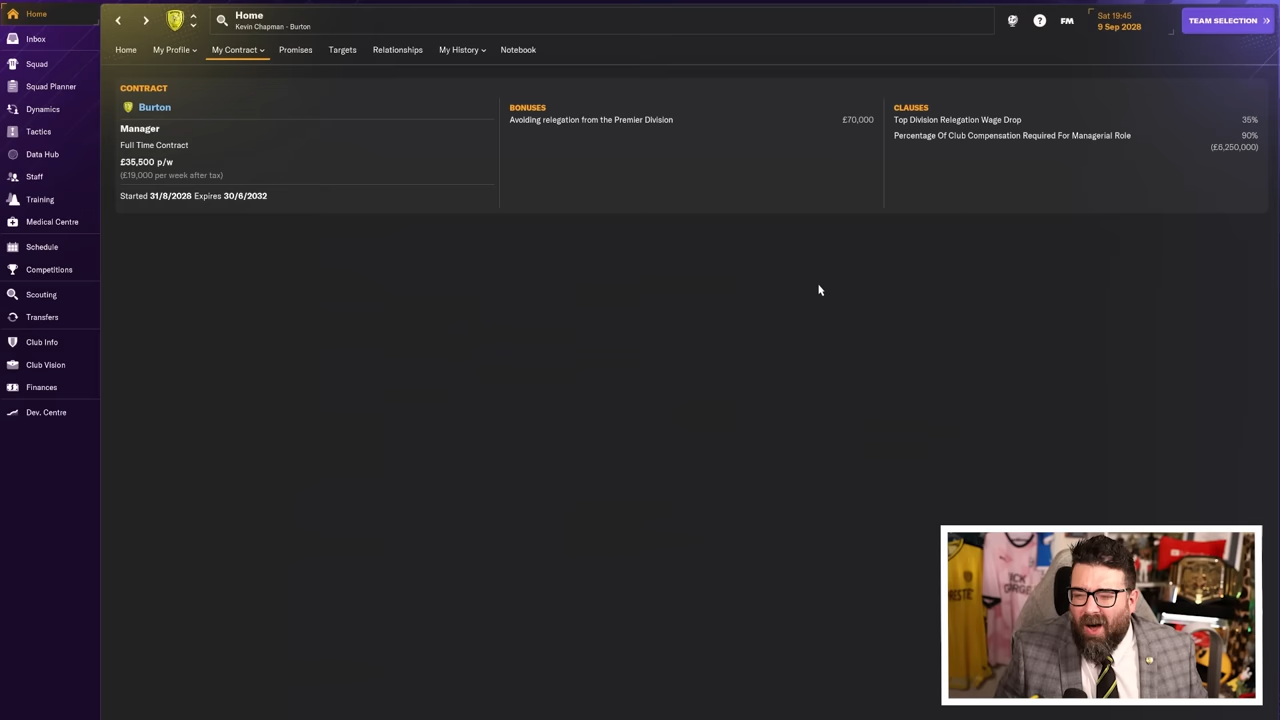 Home
Inbox
Squad
Squad Planner
Dynamics
Tactics
Data Hub
Staff
Training
Medical Centre
Schedule
Competitions
Scouting
Transfers
Club Info
Club Vision
Finances
Dev. Centre
Home
Kevin Chapman - Burton
?
FM
Sat 19:45
9 Sep 2028
TEAM SELECTION
Home
My Profile
My Contract
Promises
Targets
Relationships
My History
Notebook
CONTRACT
Burton
Manager
Full Time Contract
£35,500 p/w
(£19,000 per week after tax)
Started 31/8/2028 Expires 30/6/2032
BONUSES
Avoiding relegation from the Premier Division £70,000
CLAUSES
Top Division Relegation Wage Drop 35%
Percentage Of Club Compensation Required For Managerial Role 90%
(£6,250,000)